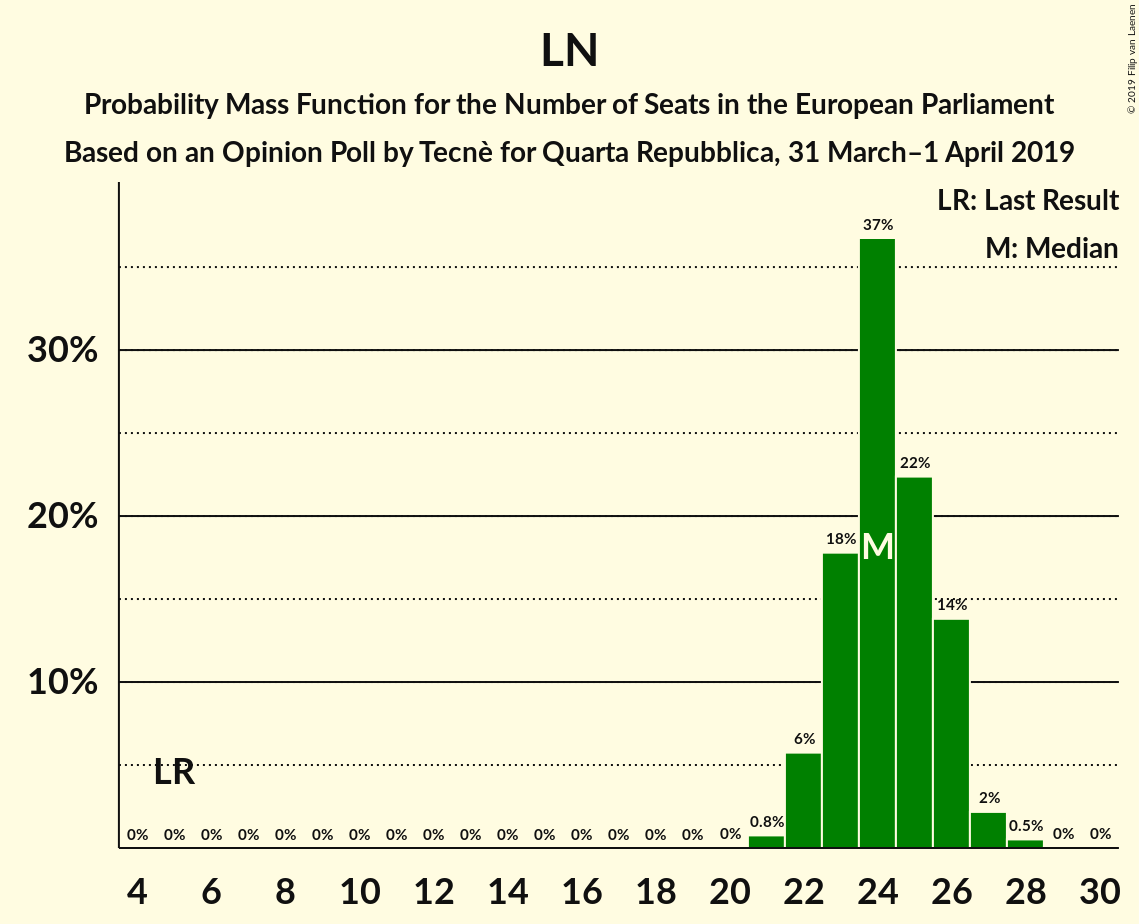 LN
Probability Mass Function for the Number of Seats in the European Parliament
Based on an Opinion Poll by Tecnè for Quarta Repubblica, 31 March–1 April 2019
© 2019 Filip van Laenen
LR: Last Result
M: Median
30%
20%
10%
37%
22%
18%
M
14%
6%
LR
2%
0% 0% 0% 0% 0% 0% 0% 0% 0% 0% 0% 0% 0% 0% 0% 0% 0% 0.8% 0.5% 0% 0%
4 6 8 10 12 14 16 18 20 22 24 26 28 30